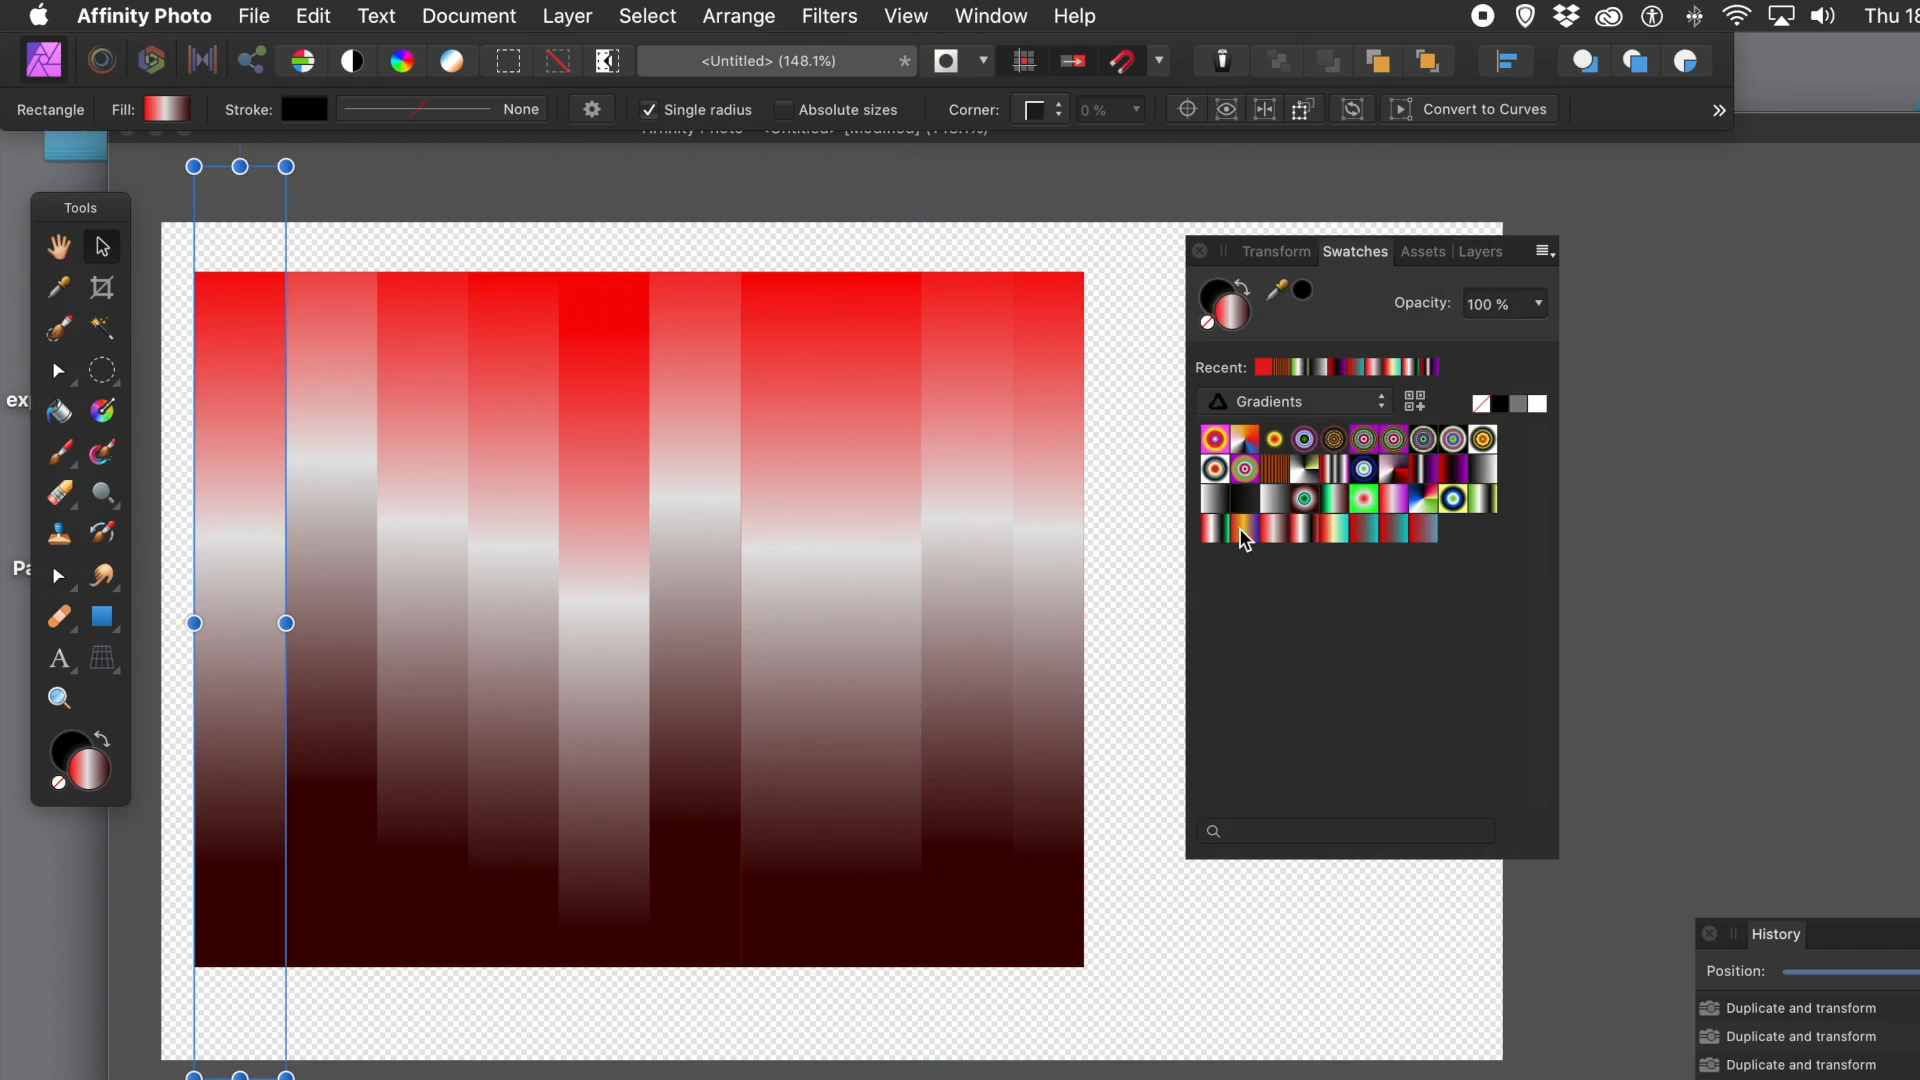 Affinity Photo File Edit Text Document Layer Select Arrange Filters View Window Help Thu 18
<Untitled> (148.1%) *
Rectangle Fill: Stroke: None Single radius Absolute sizes Corner: 0 % Convert to Curves
Tools
Transform Swatches Assets Layers
Opacity: 100 %
Recent:
Gradients
History
Position:
Duplicate and transform
Duplicate and transform
Duplicate and transform